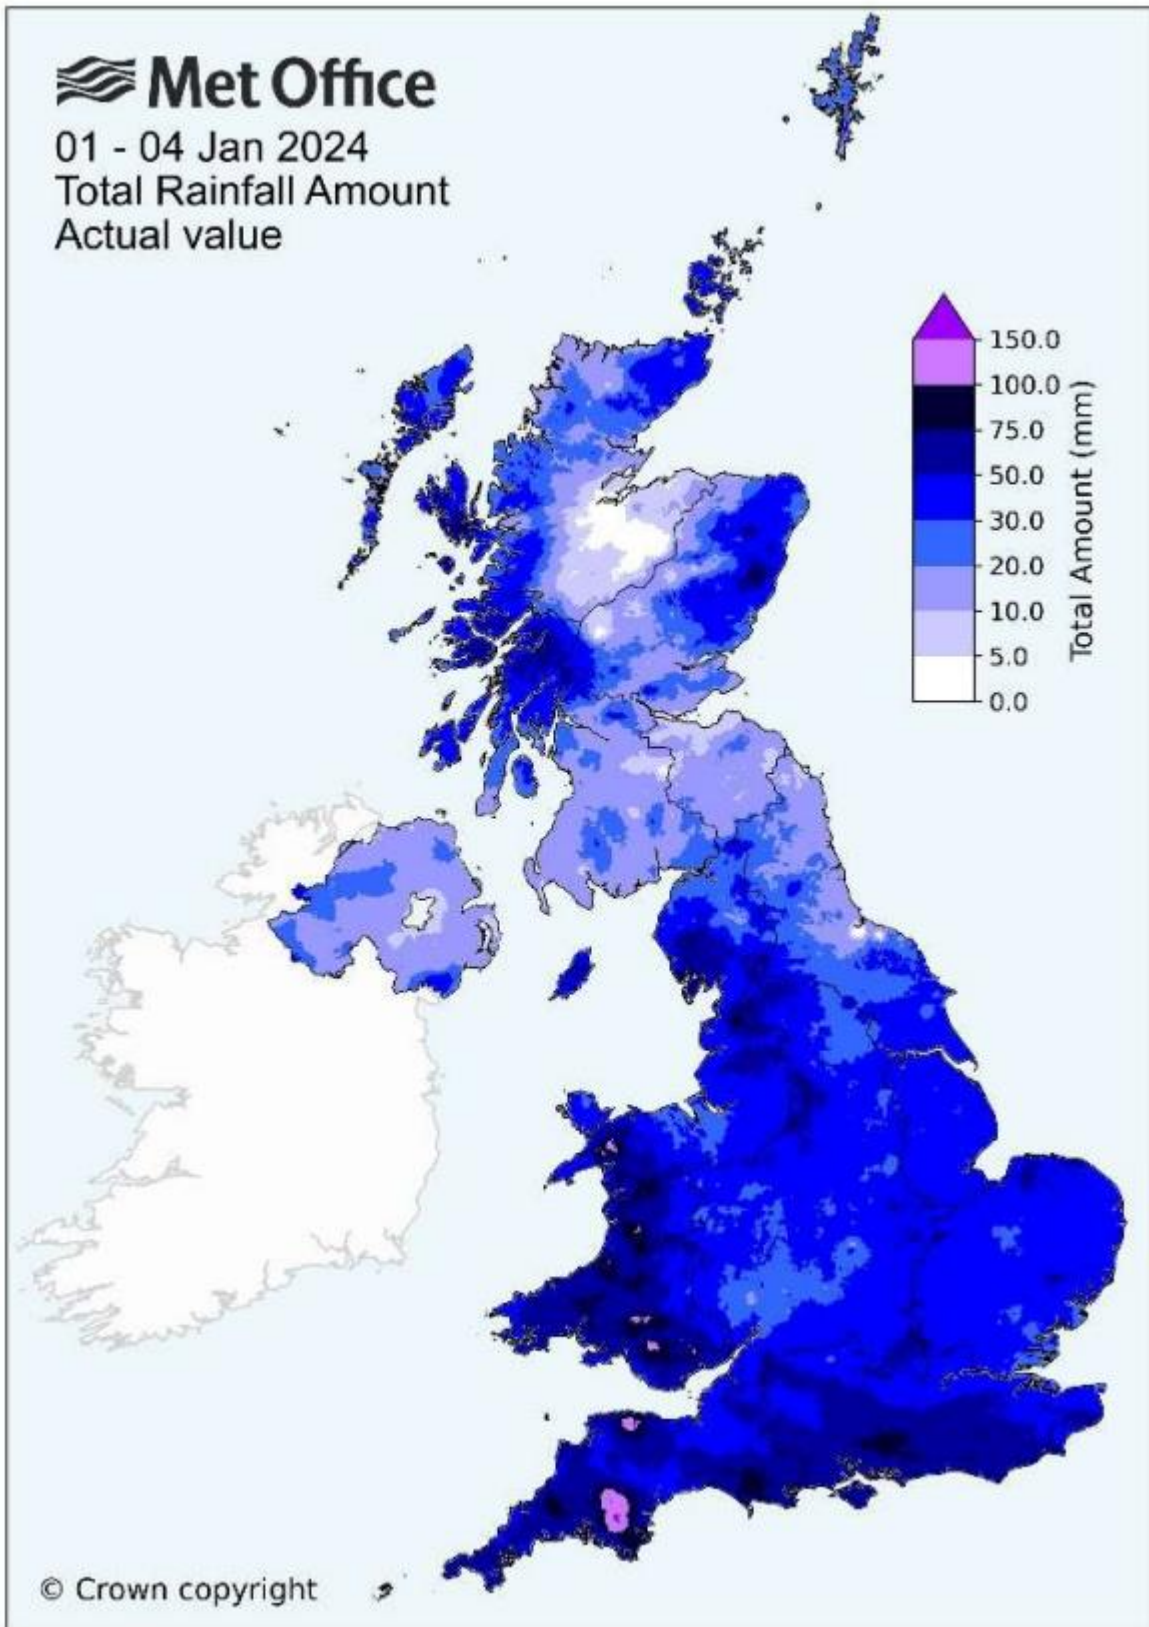 Met Office
01 - 04 Jan 2024
Total Rainfall Amount
Actual value
150.0
100.0
75.0
50.0
30.0
20.0
10.0
5.0
0.0
Total Amount (mm)
© Crown copyright